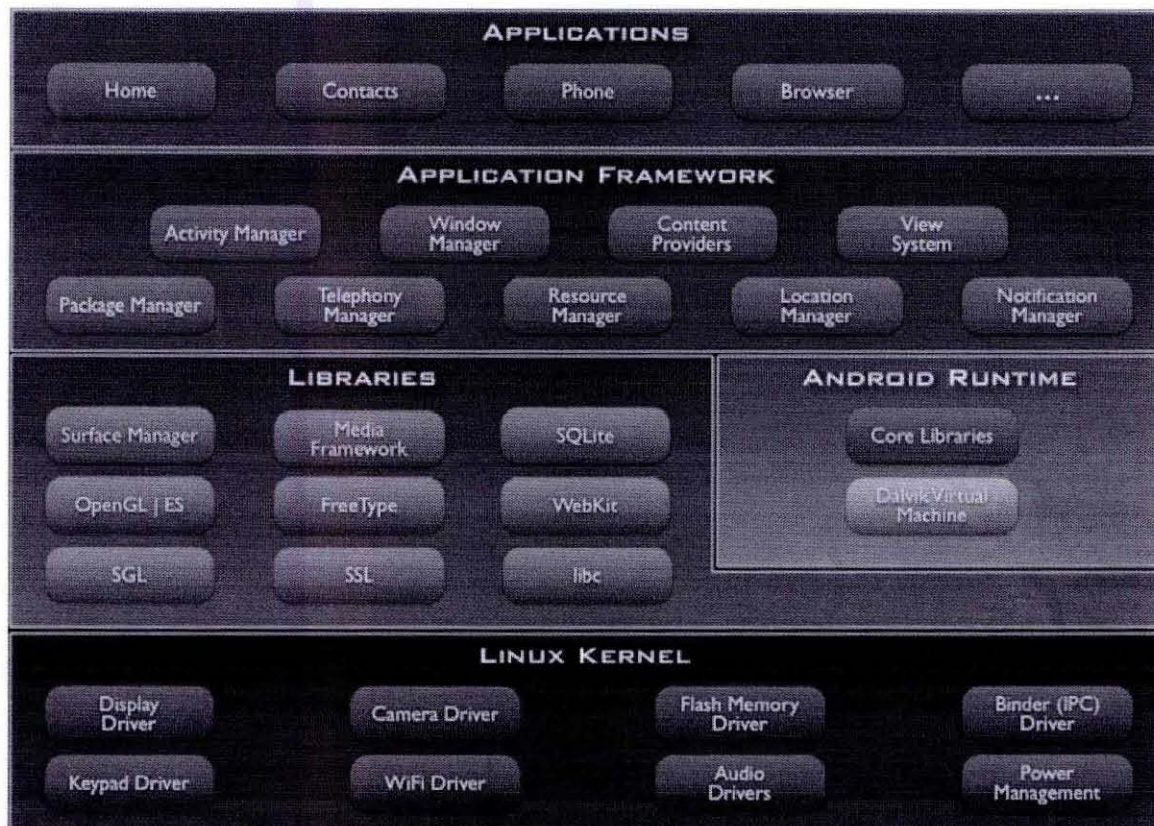 APPLICATIONS
Home
Contacts
Phone
Browser
...
APPLICATION FRAMEWORK
Activity Manager
Window
Manager
Content
Providers
View
System
Package Manager
Telephony
Manager
Resource
Manager
Location
Manager
Notification
Manager
LIBRARIES
Surface Manager
Media
Framework
SQLite
OpenGL | ES
FreeType
WebKit
SGL
SSL
libc
ANDROID RUNTIME
Core Libraries
Dalvik Virtual
Machine
LINUX KERNEL
Display
Driver
Camera Driver
Flash Memory
Driver
Binder (IPC)
Driver
Keypad Driver
WiFi Driver
Audio
Drivers
Power
Management